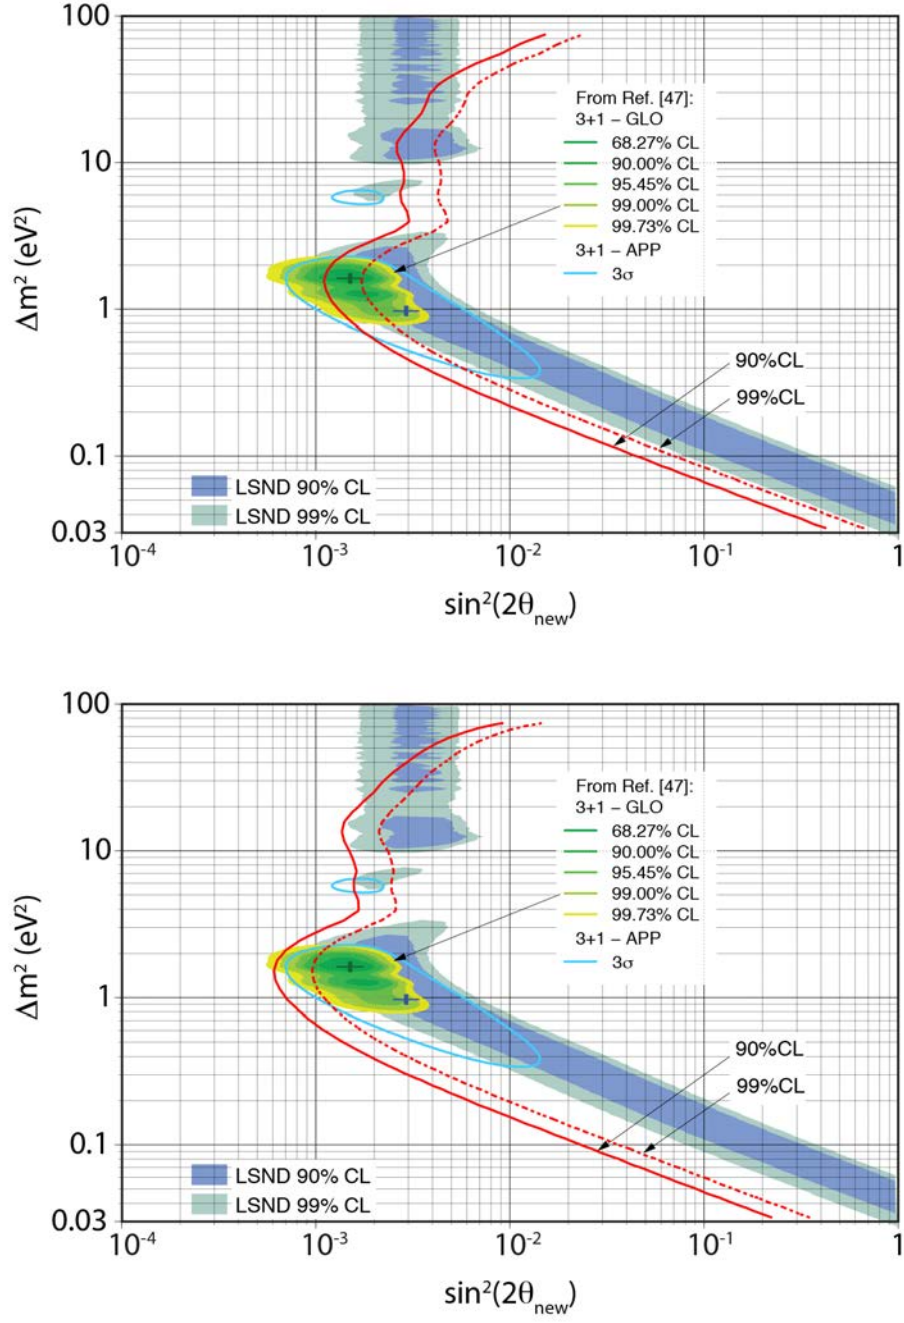 100
10
1
0.1
0.03
Δm² (eV²)
From Ref. [47]:
3+1 – GLO
68.27% CL
90.00% CL
95.45% CL
99.00% CL
99.73% CL
3+1 – APP
3σ
90%CL
99%CL
LSND 90% CL
LSND 99% CL
10⁻⁴ 10⁻³ 10⁻² 10⁻¹ 1
sin²(2θₙₑw)
100
10
1
0.1
0.03
Δm² (eV²)
From Ref. [47]:
3+1 – GLO
68.27% CL
90.00% CL
95.45% CL
99.00% CL
99.73% CL
3+1 – APP
3σ
90%CL
99%CL
LSND 90% CL
LSND 99% CL
10⁻⁴ 10⁻³ 10⁻² 10⁻¹ 1
sin²(2θₙₑw)